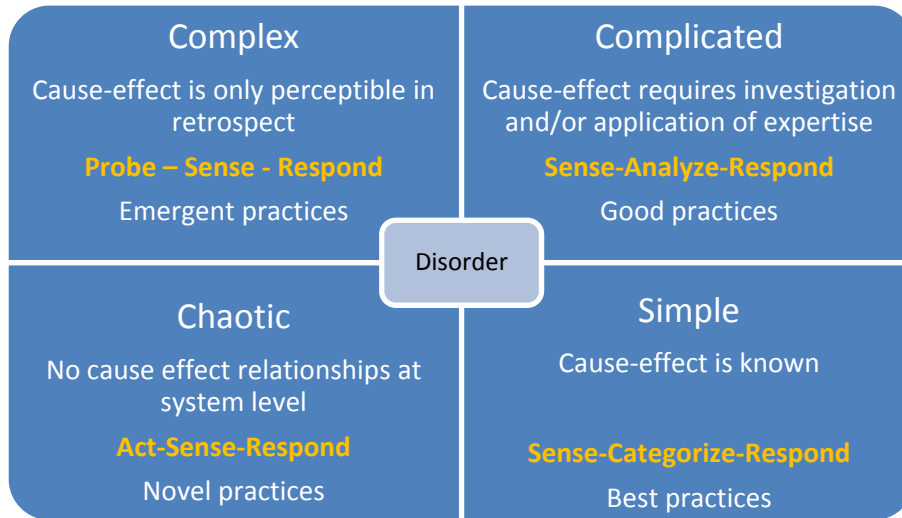 Complex
Cause-effect is only perceptible in
retrospect
Probe – Sense - Respond
Emergent practices
Complicated
Cause-effect requires investigation
and/or application of expertise
Sense-Analyze-Respond
Good practices
Disorder
Chaotic
No cause effect relationships at
system level
Act-Sense-Respond
Novel practices
Simple
Cause-effect is known
Sense-Categorize-Respond
Best practices